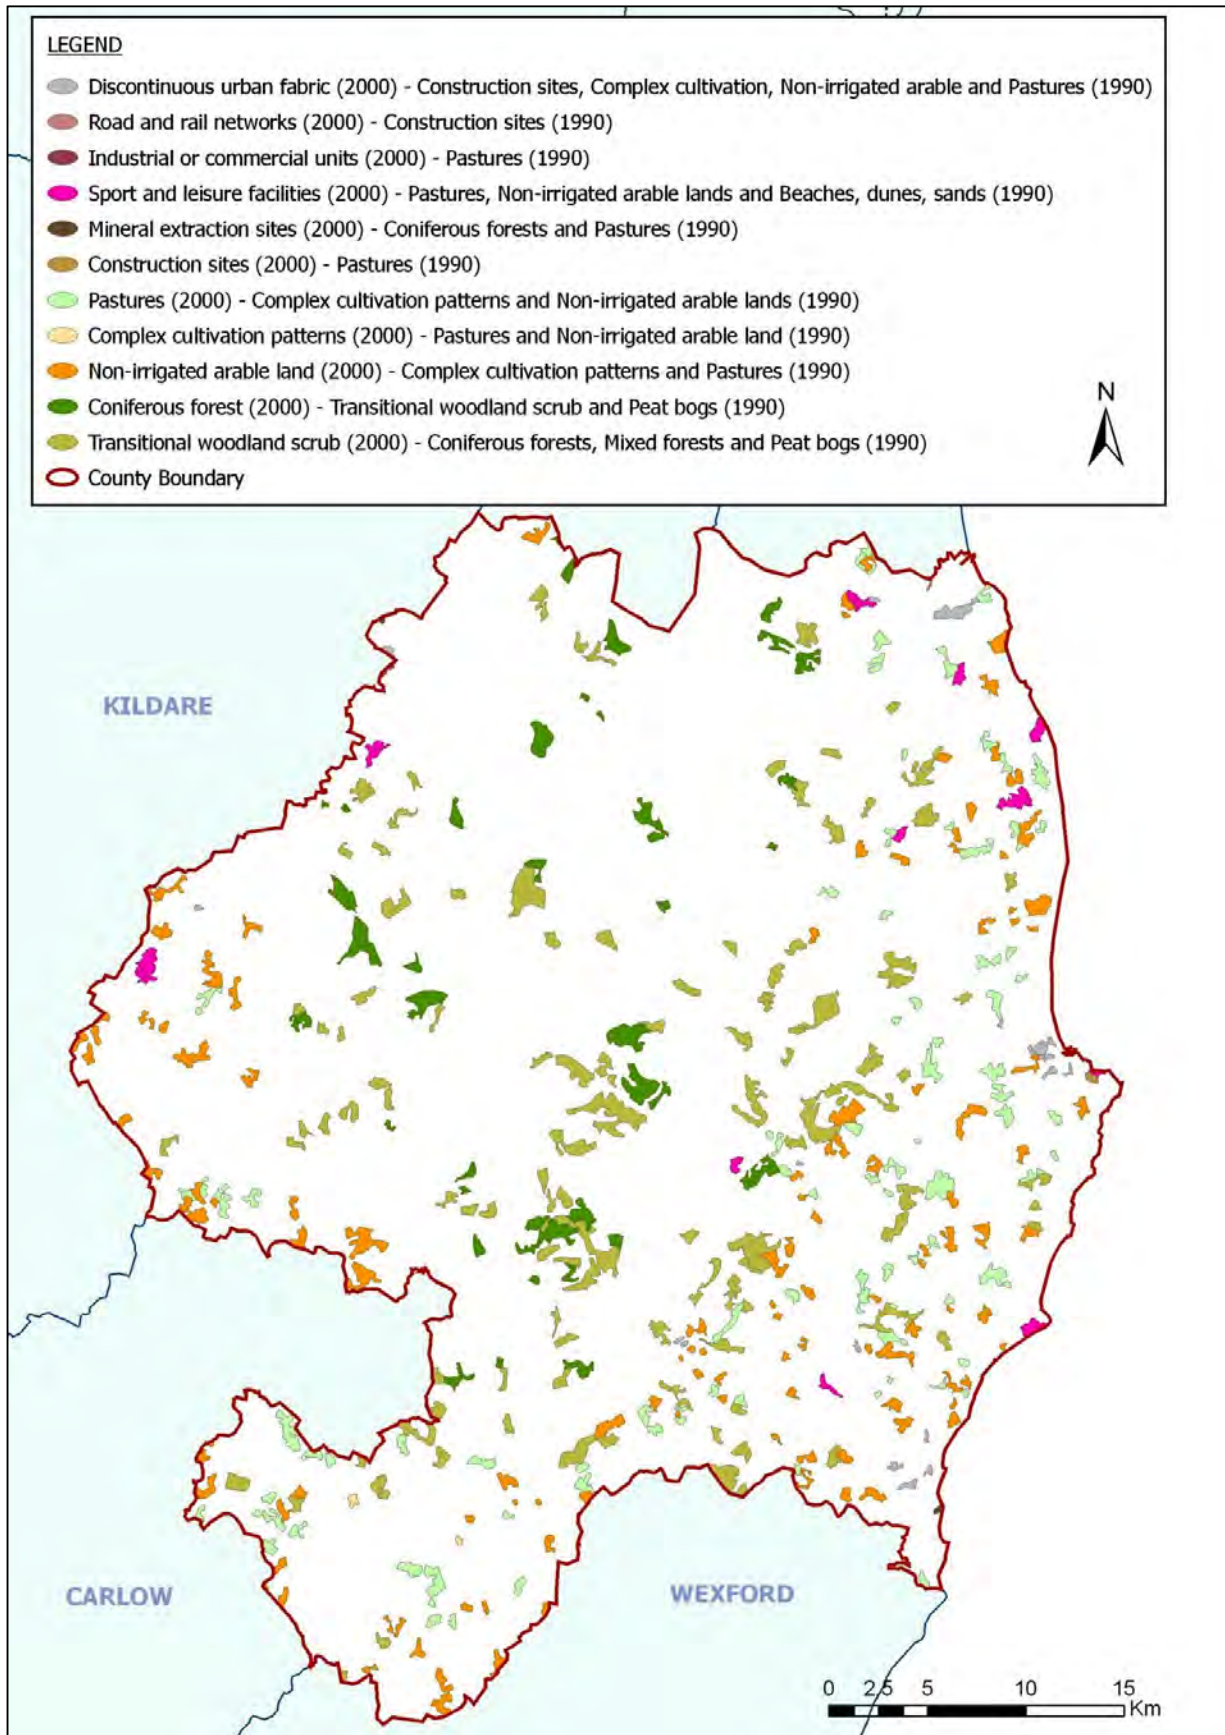 LEGEND
Discontinuous urban fabric (2000) - Construction sites, Complex cultivation, Non-irrigated arable and Pastures (1990)
Road and rail networks (2000) - Construction sites (1990)
Industrial or commercial units (2000) - Pastures (1990)
Sport and leisure facilities (2000) - Pastures, Non-irrigated arable lands and Beaches, dunes, sands (1990)
Mineral extraction sites (2000) - Coniferous forests and Pastures (1990)
Construction sites (2000) - Pastures (1990)
Pastures (2000) - Complex cultivation patterns and Non-irrigated arable lands (1990)
Complex cultivation patterns (2000) - Pastures and Non-irrigated arable land (1990)
Non-irrigated arable land (2000) - Complex cultivation patterns and Pastures (1990)
Coniferous forest (2000) - Transitional woodland scrub and Peat bogs (1990)
Transitional woodland scrub (2000) - Coniferous forests, Mixed forests and Peat bogs (1990)
County Boundary
N
KILDARE
CARLOW
WEXFORD
0 2.5 5 10 15
Km